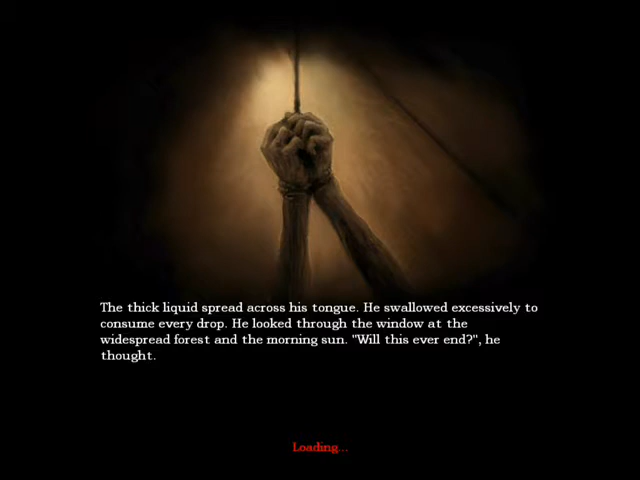 The thick liquid spread across his tongue. He swallowed excessively to
consume every drop. He looked through the window at the
widespread forest and the morning sun. "Will this ever end?", he
thought.
Loading...